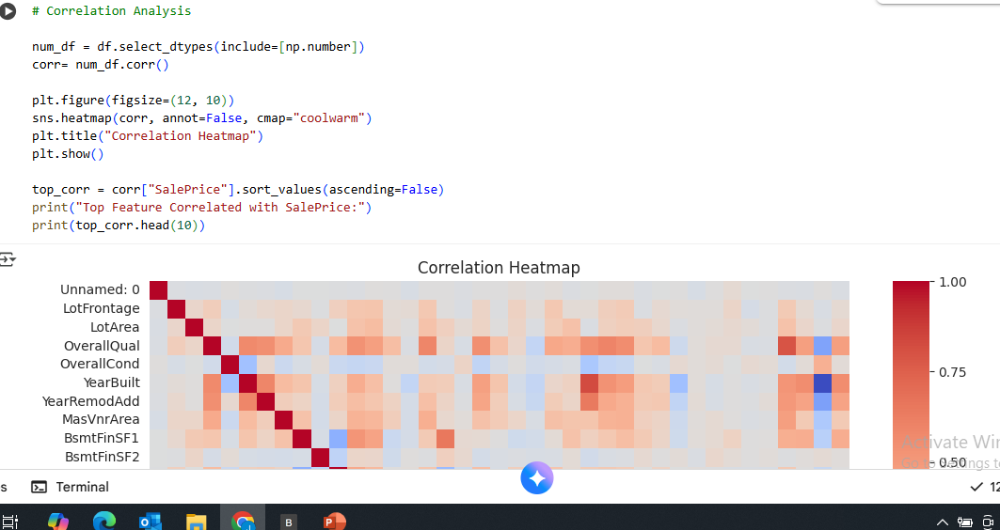 # Correlation Analysis
num_df = df.select_dtypes(include=[np.number])
corr= num_df.corr()
plt.figure(figsize=(12, 10))
sns.heatmap(corr, annot=False, cmap="coolwarm")
plt.title("Correlation Heatmap")
plt.show()
top_corr = corr["SalePrice"].sort_values(ascending=False)
print("Top Feature Correlated with SalePrice:")
print(top_corr.head(10))
Correlation Heatmap
Unnamed: 0
LotFrontage
LotArea
OverallQual
OverallCond
YearBuilt
YearRemodAdd
MasVnrArea
BsmtFinSF1
BsmtFinSF2
1.00
0.75
0.50
Activate Win
Go to Settings t
s
Terminal
12
B
P